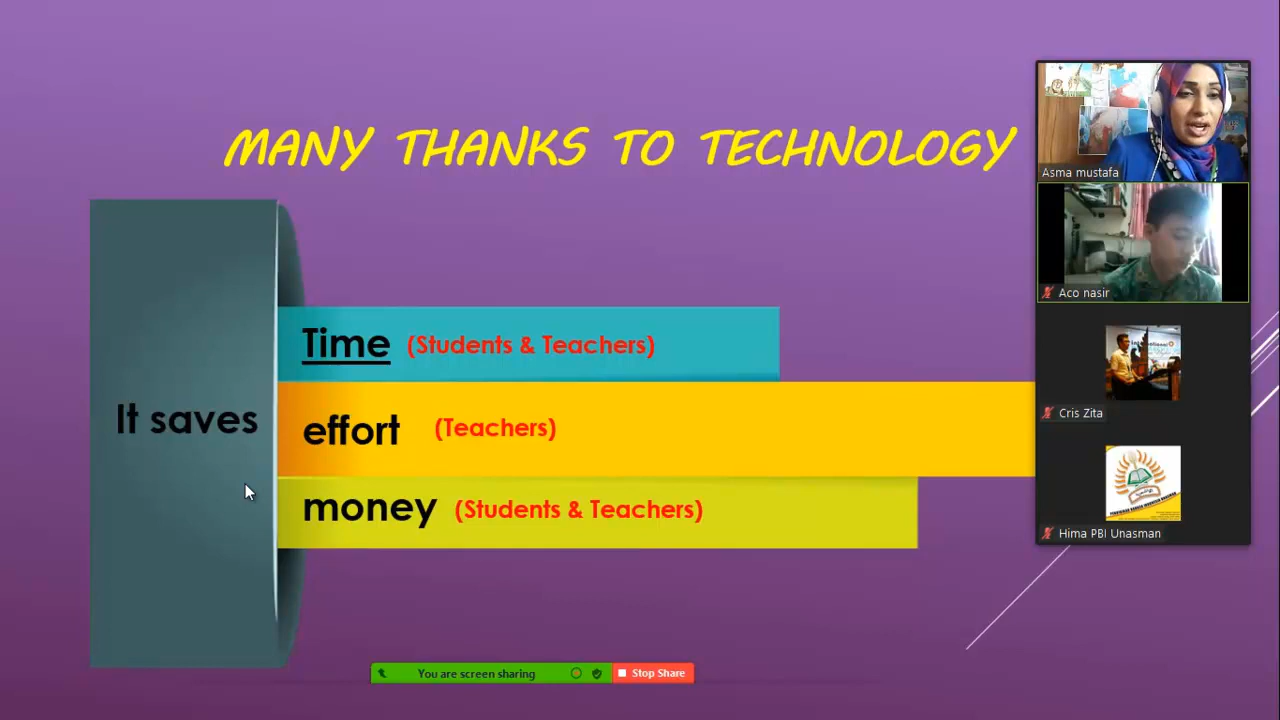 MANY THANKS TO TECHNOLOGY
It saves
Time (Students & Teachers)
effort (Teachers)
money (Students & Teachers)
Asma mustafa
Aco nasir
Cris Zita
Hima PBI Unasman
You are screen sharing
Stop Share